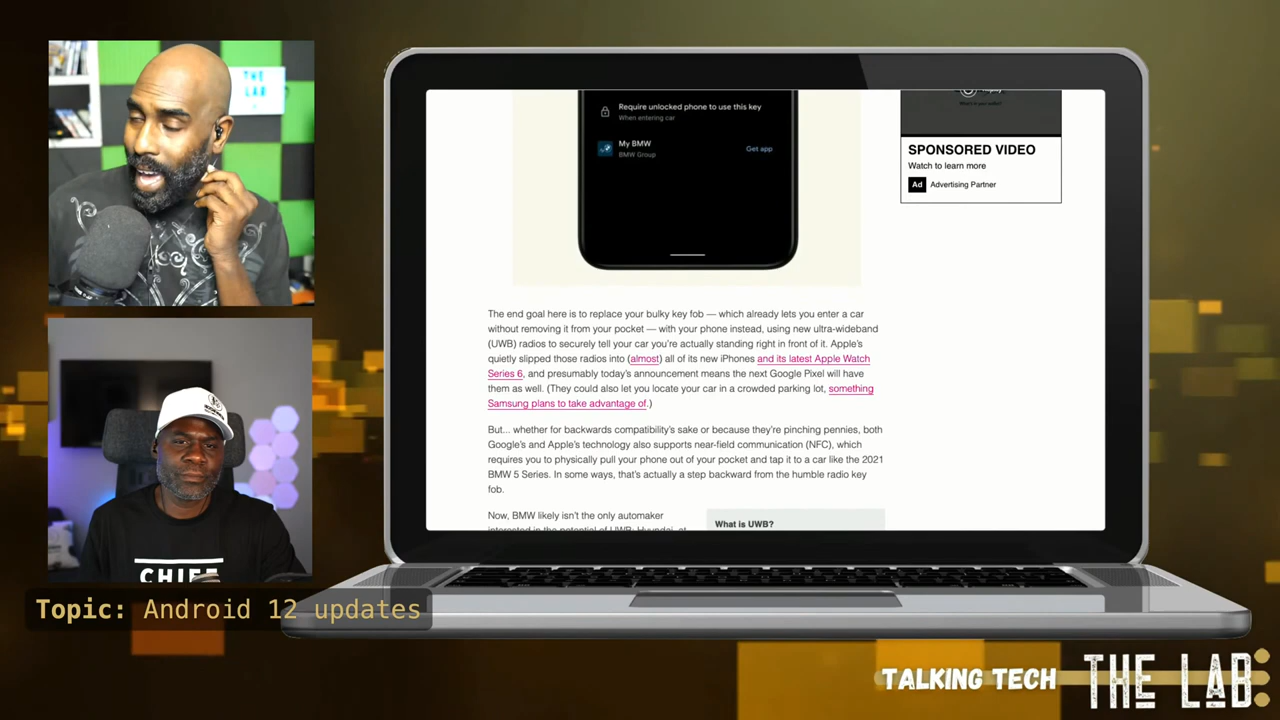 THE
LAB
CHIEF
Topic: Android 12 updates
Require unlocked phone to use this key
When entering car
My BMW
BMW Group
Get app
SPONSORED VIDEO
Watch to learn more
Ad Advertising Partner
The end goal here is to replace your bulky key fob — which already lets you enter a car
without removing it from your pocket — with your phone instead, using new ultra-wideband
(UWB) radios to securely tell your car you're actually standing right in front of it. Apple's
quietly slipped those radios into (almost) all of its new iPhones and its latest Apple Watch
Series 6, and presumably today's announcement means the next Google Pixel will have
them as well. (They could also let you locate your car in a crowded parking lot, something
Samsung plans to take advantage of.)
But... whether for backwards compatibility's sake or because they're pinching pennies, both
Google's and Apple's technology also supports near-field communication (NFC), which
requires you to physically pull your phone out of your pocket and tap it to a car like the 2021
BMW 5 Series. In some ways, that's actually a step backward from the humble radio key
fob.
Now, BMW likely isn't the only automaker
interested in the potential of UWB: Hyundai, at
What is UWB?
TALKING TECH
THE LAB